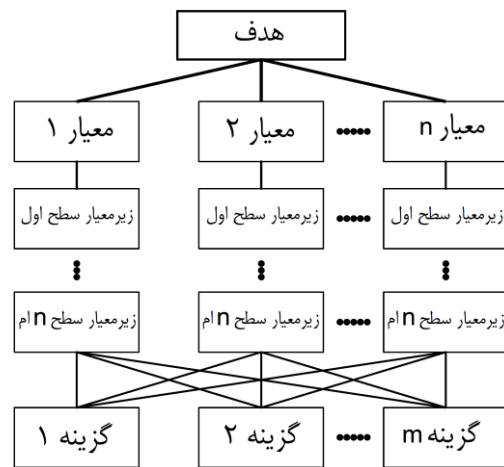 هدف
معیار ۱
معیار ۲
معیار n
زیرمعیار سطح اول
زیرمعیار سطح اول
زیرمعیار سطح اول
زیرمعیار سطح n ام
زیرمعیار سطح n ام
زیرمعیار سطح n ام
گزینه ۱
گزینه ۲
گزینه m